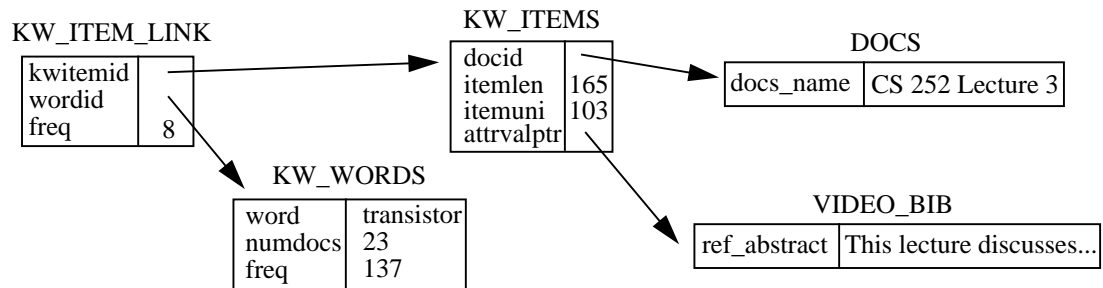 KW_ITEM_LINK
kwitemid
wordid
freq 8
KW_ITEMS
docid
itemlen 165
itemuni 103
attrvalptr
DOCS
docs_name CS 252 Lecture 3
KW_WORDS
word transistor
numdocs 23
freq 137
VIDEO_BIB
ref_abstract This lecture discusses...